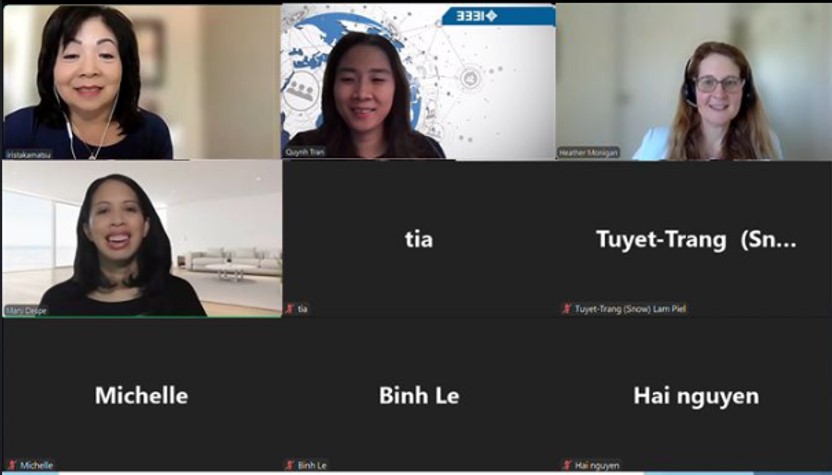 IEEE
iristakamatsu
Quynh Tran
Heather Monigan
Mary Despe
tia
tia
Tuyet-Trang (Sn...
Tuyet-Trang (Snow) Lam Piel
Michelle
Michelle
Binh Le
Binh Le
Hai nguyen
Hai nguyen